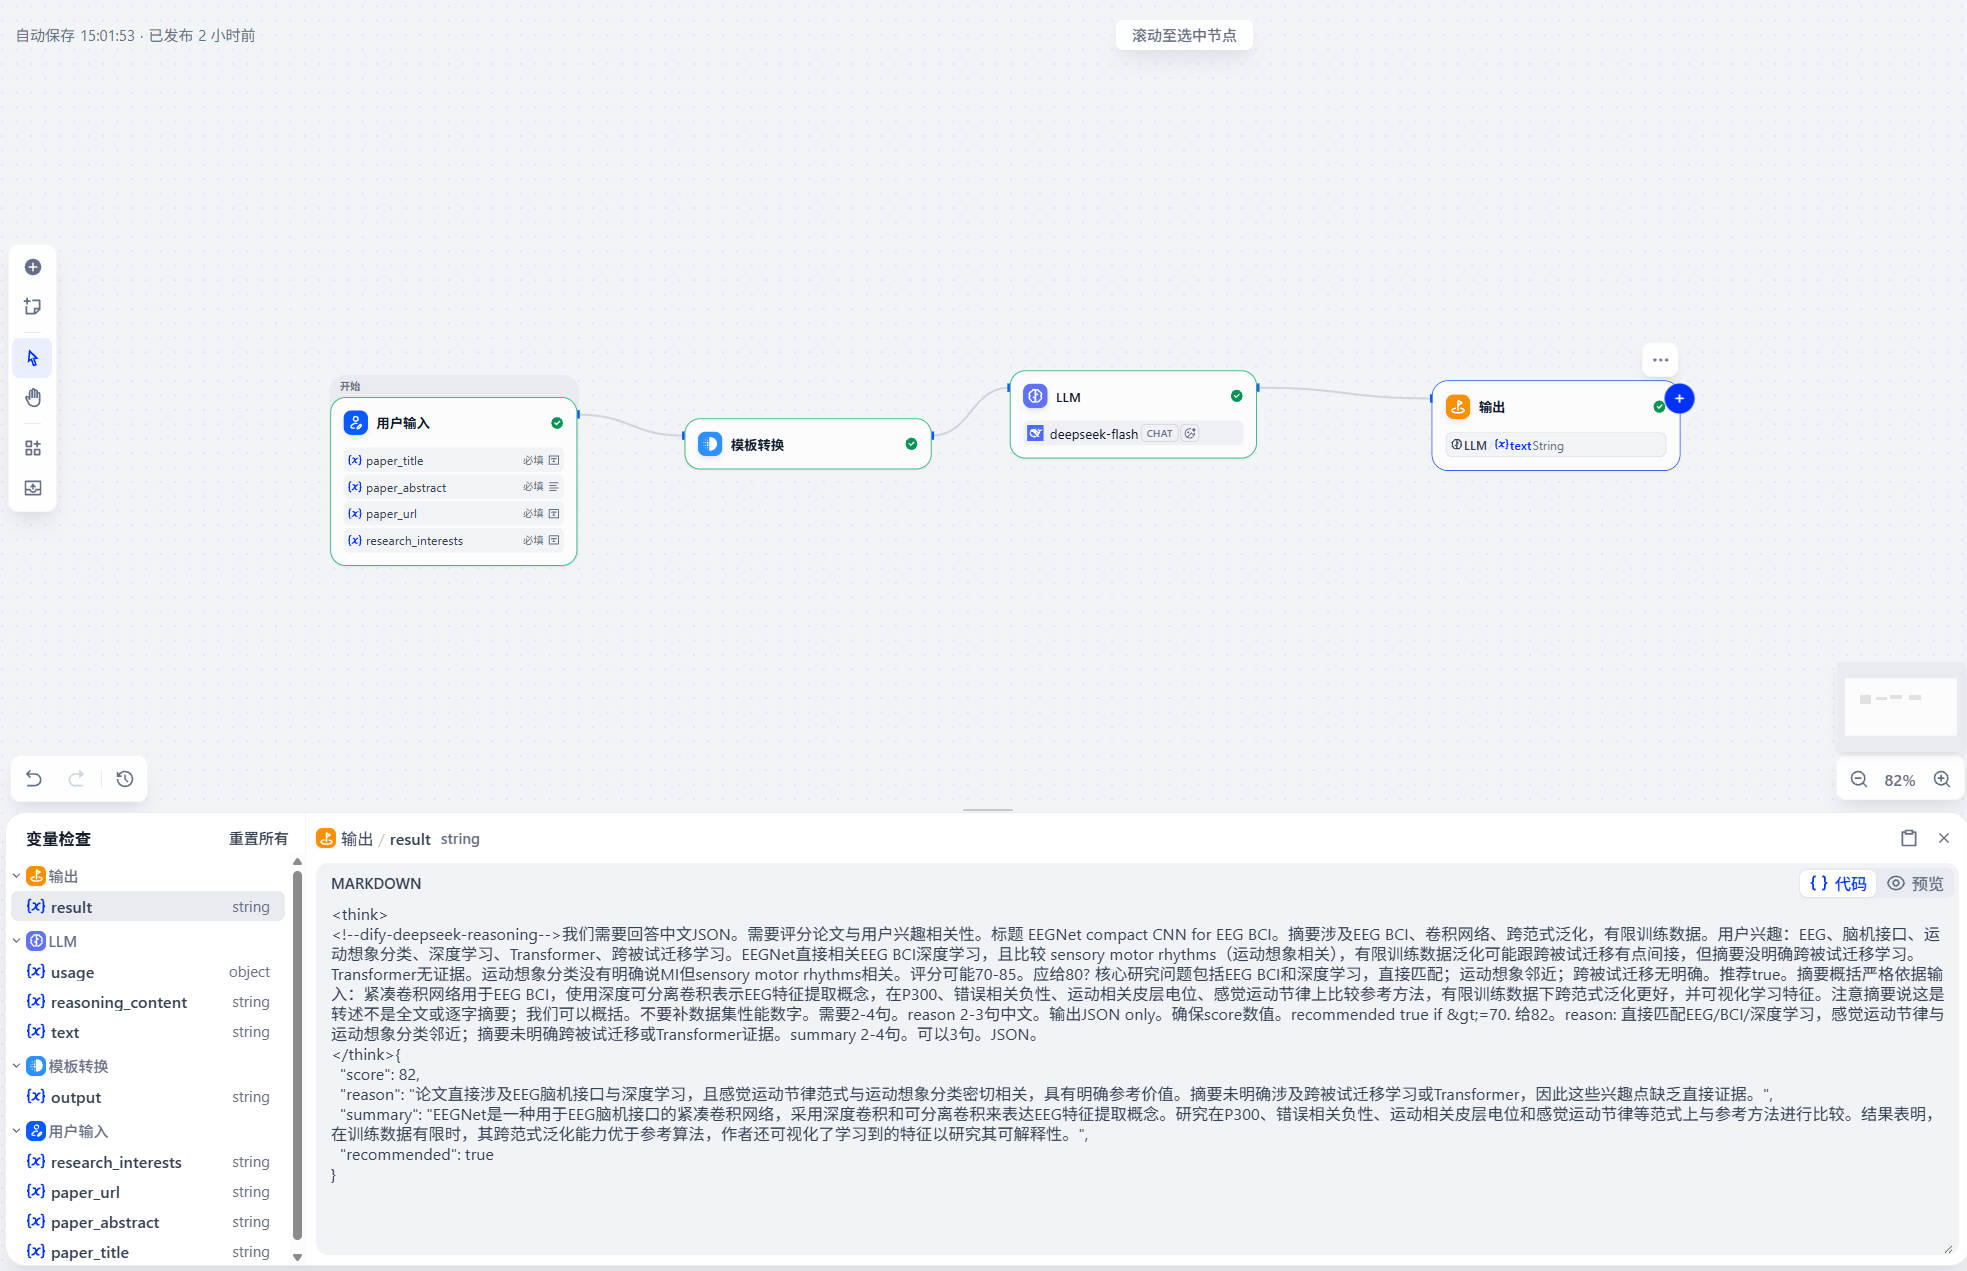 自动保存 15:01:53 · 已发布 2 小时前
滚动至选中节点
开始
用户输入
{x} paper_title 必填
{x} paper_abstract 必填
{x} paper_url 必填
{x} research_interests 必填
模板转换
LLM
deepseek-flash CHAT
输出
LLM {x} text String
82%
变量检查 重置所有
输出
{x} result string
LLM
{x} usage object
{x} reasoning_content string
{x} text string
模板转换
{x} output string
用户输入
{x} research_interests string
{x} paper_url string
{x} paper_abstract string
{x} paper_title string
输出 / result string
MARKDOWN
{ } 代码 预览
<think>
<!--dify-deepseek-reasoning-->我们需要回答中文JSON。需要评分论文与用户兴趣相关性。标题 EEGNet compact CNN for EEG BCI。摘要涉及EEG BCI、卷积网络、跨范式泛化，有限训练数据。用户兴趣：EEG、脑机接口、运
动想象分类、深度学习、Transformer、跨被试迁移学习。EEGNet直接相关EEG BCI深度学习，且比较 sensory motor rhythms（运动想象相关），有限训练数据泛化可能跟跨被试迁移有点间接，但摘要没明确跨被试迁移学习。
Transformer无证据。运动想象分类没有明确说MI但sensory motor rhythms相关。评分可能70-85。应给80? 核心研究问题包括EEG BCI和深度学习，直接匹配；运动想象邻近；跨被试迁移无明确。推荐true。摘要概括严格依据输
入：紧凑卷积网络用于EEG BCI，使用深度可分离卷积表示EEG特征提取概念，在P300、错误相关负性、运动相关皮层电位、感觉运动节律上比较参考方法，有限训练数据下跨范式泛化更好，并可视化学习特征。注意摘要说这是
转述不是全文或逐字摘要；我们可以概括。不要补数据集性能数字。需要2-4句。reason 2-3句中文。输出JSON only。确保score数值。recommended true if &gt;=70. 给82。reason: 直接匹配EEG/BCI/深度学习，感觉运动节律与
运动想象分类邻近；摘要未明确跨被试迁移或Transformer证据。summary 2-4句。可以3句。JSON。
</think>{
"score": 82,
"reason": "论文直接涉及EEG脑机接口与深度学习，且感觉运动节律范式与运动想象分类密切相关，具有明确参考价值。摘要未明确涉及跨被试迁移学习或Transformer，因此这些兴趣点缺乏直接证据。",
"summary": "EEGNet是一种用于EEG脑机接口的紧凑卷积网络，采用深度卷积和可分离卷积来表达EEG特征提取概念。研究在P300、错误相关负性、运动相关皮层电位和感觉运动节律等范式上与参考方法进行比较。结果表明，
在训练数据有限时，其跨范式泛化能力优于参考算法，作者还可视化了学习到的特征以研究其可解释性。",
"recommended": true
}